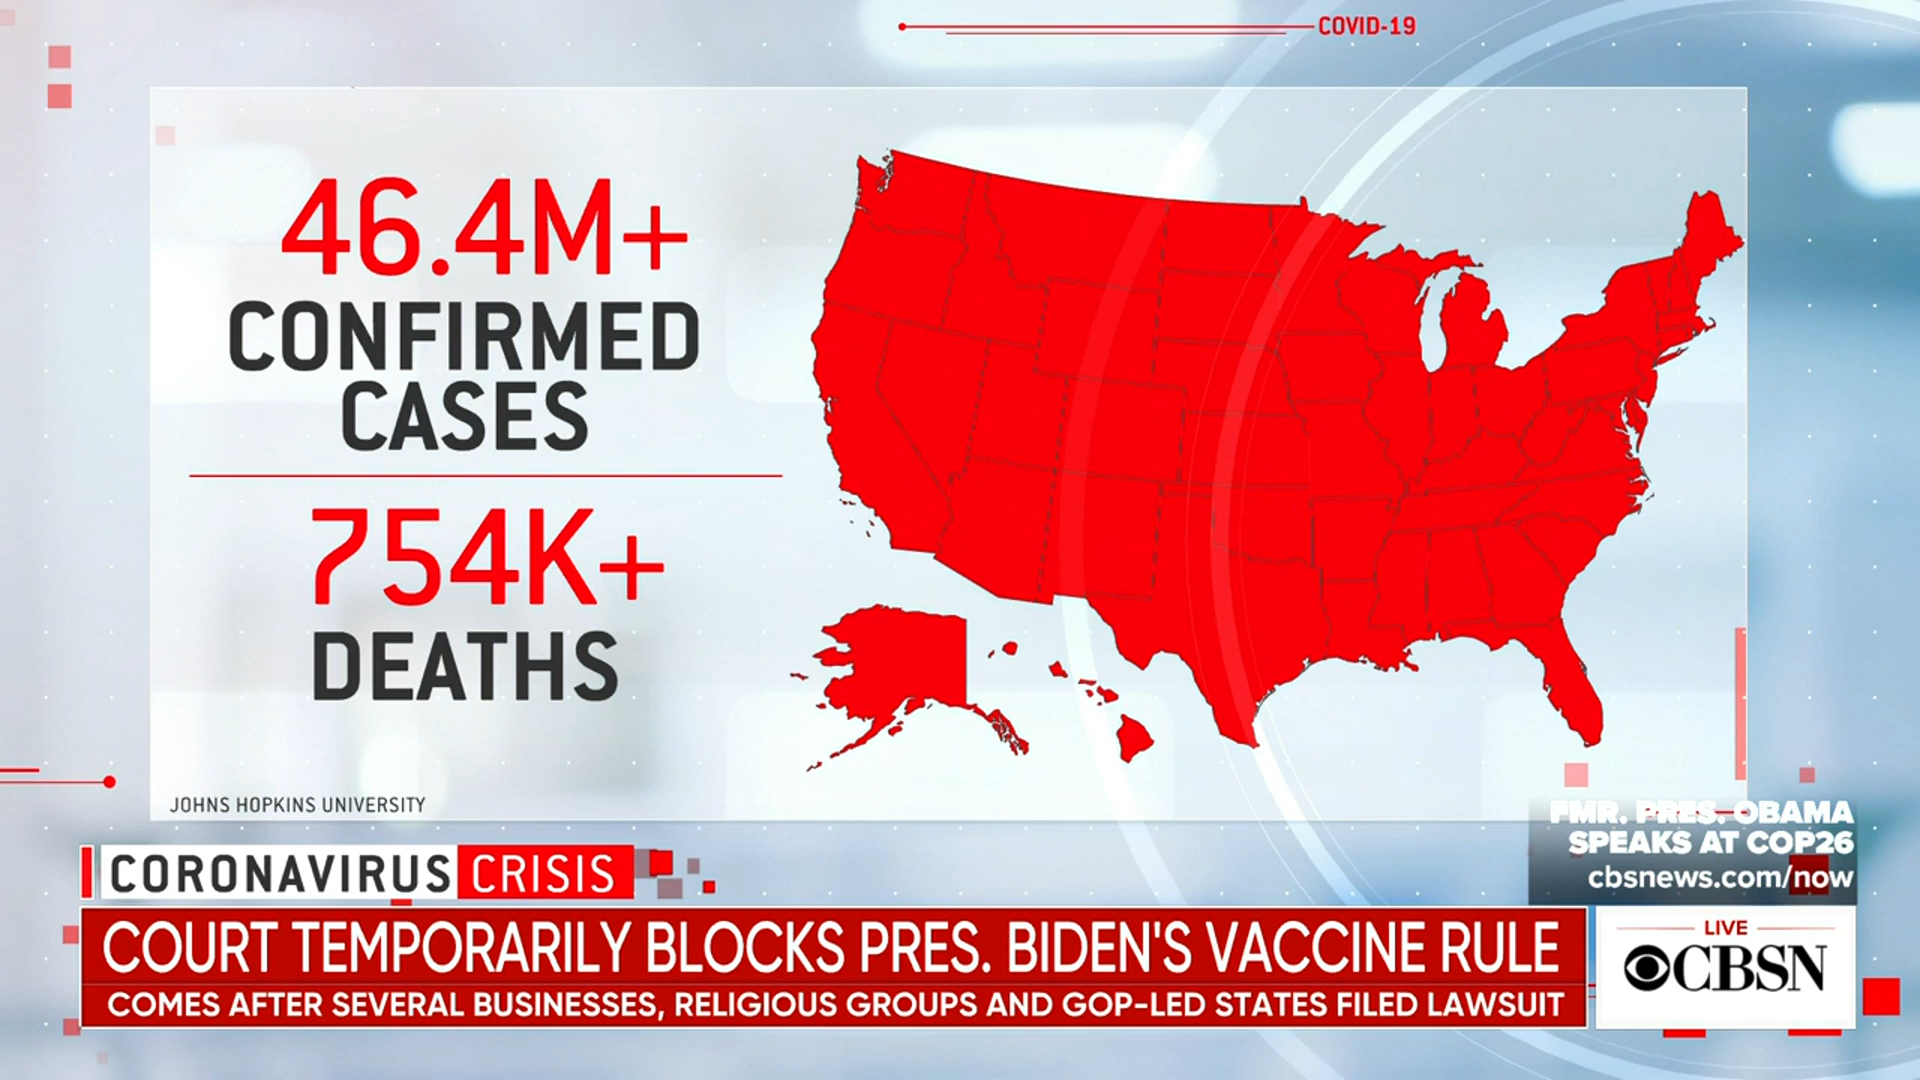 COVID-19
46.4M+
CONFIRMED
CASES
754K+
DEATHS
JOHNS HOPKINS UNIVERSITY
FMR. PRES. OBAMA
SPEAKS AT COP26
cbsnews.com/now
CORONAVIRUS CRISIS
COURT TEMPORARILY BLOCKS PRES. BIDEN'S VACCINE RULE
COMES AFTER SEVERAL BUSINESSES, RELIGIOUS GROUPS AND GOP-LED STATES FILED LAWSUIT
LIVE
CBSN